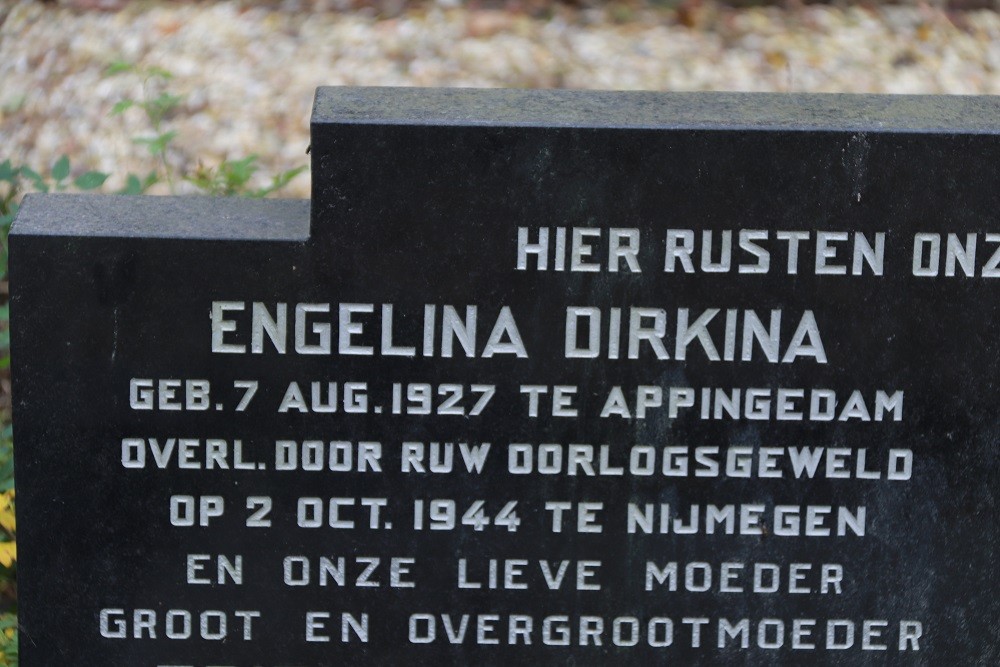 HIER RUSTEN
ENGELINA DIRKINA
GEB. 7 AUG. 1927 TE APPINGEDAM
OVERL. DOOR RUW OORLOGSGEWELD
OP 2 OCT. 1944 TE NIJMEGEN
EN ONZE LIEVE MOEDER
GROOT EN OVERGROOTMOEDER